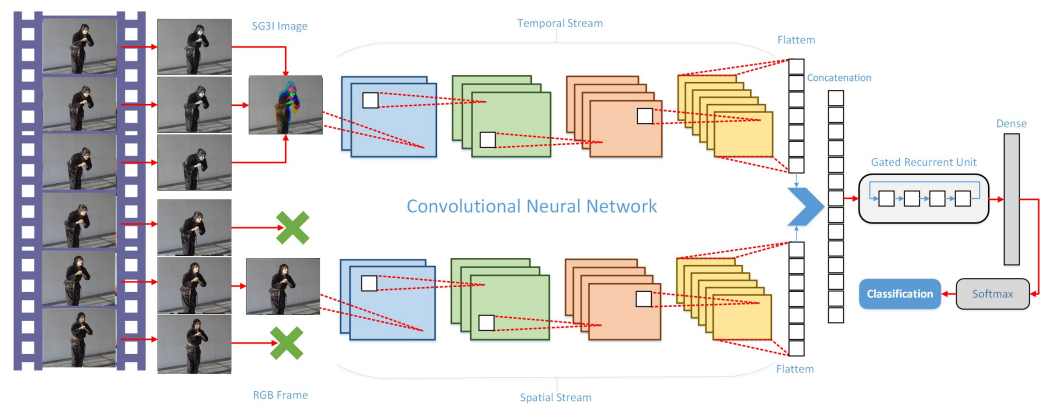 SG3I Image
Temporal Stream
Flattem
Concatenation
Dense
Gated Recurrent Unit
Convolutional Neural Network
Classification
Softmax
Flattem
RGB Frame
Spatial Stream